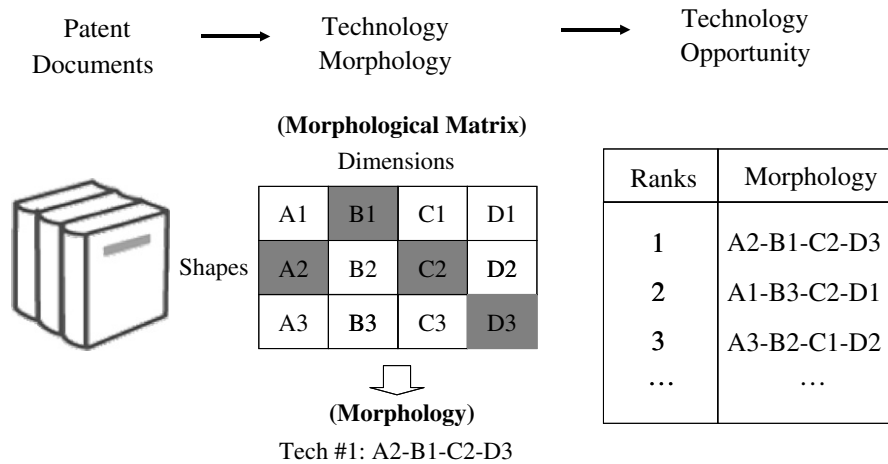 Patent
Documents
Technology
Morphology
Technology
Opportunity
(Morphological Matrix)
Dimensions
Shapes
A1 B1 C1 D1
A2 B2 C2 D2
A3 B3 C3 D3
(Morphology)
Tech #1: A2-B1-C2-D3
Ranks Morphology
1 A2-B1-C2-D3
2 A1-B3-C2-D1
3 A3-B2-C1-D2
… …